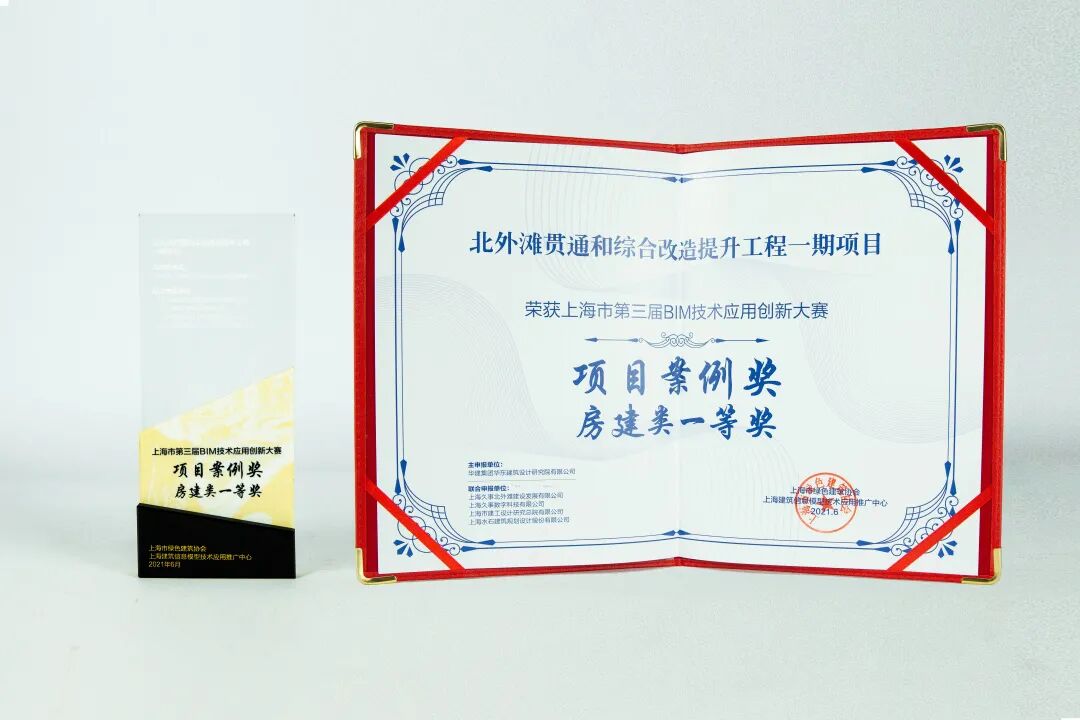 上海市第三届BIM技术应用创新大赛
项目案例奖
房建类一等奖
上海市绿色建筑协会
上海建筑信息模型技术应用推广中心
2021年6月
北外滩贯通和综合改造提升工程一期项目
荣获上海市第三届BIM技术应用创新大赛
项目案例奖
房建类一等奖
主申报单位：
华建集团华东建筑设计研究院有限公司
联合申报单位：
上海久事北外滩建设发展有限公司
上海久事数字科技有限公司
上海市建工设计研究总院有限公司
上海水石建筑规划设计股份有限公司
上海市绿色建筑协会
上海建筑信息模型技术应用推广中心
2021.6